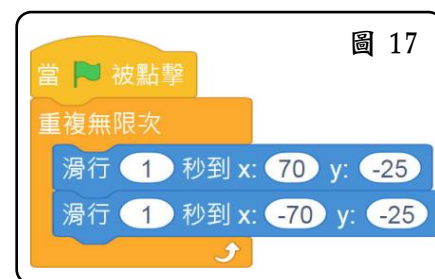 圖 17
當 被點擊
重複無限次
滑行 1 秒到 x: 70 y: -25
滑行 1 秒到 x: -70 y: -25